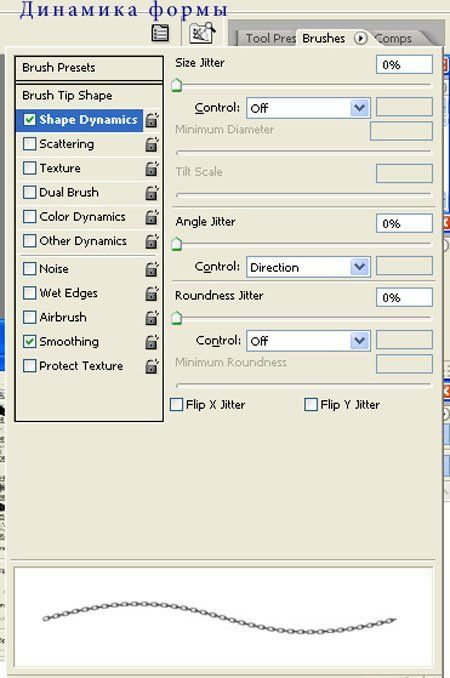 Динамика формы
Tool Pres Brushes Comps
Brush Presets
Brush Tip Shape
Shape Dynamics
Scattering
Texture
Dual Brush
Color Dynamics
Other Dynamics
Noise
Wet Edges
Airbrush
Smoothing
Protect Texture
Size Jitter 0%
Control: Off
Minimum Diameter
Tilt Scale
Angle Jitter 0%
Control: Direction
Roundness Jitter 0%
Control: Off
Minimum Roundness
Flip X Jitter Flip Y Jitter